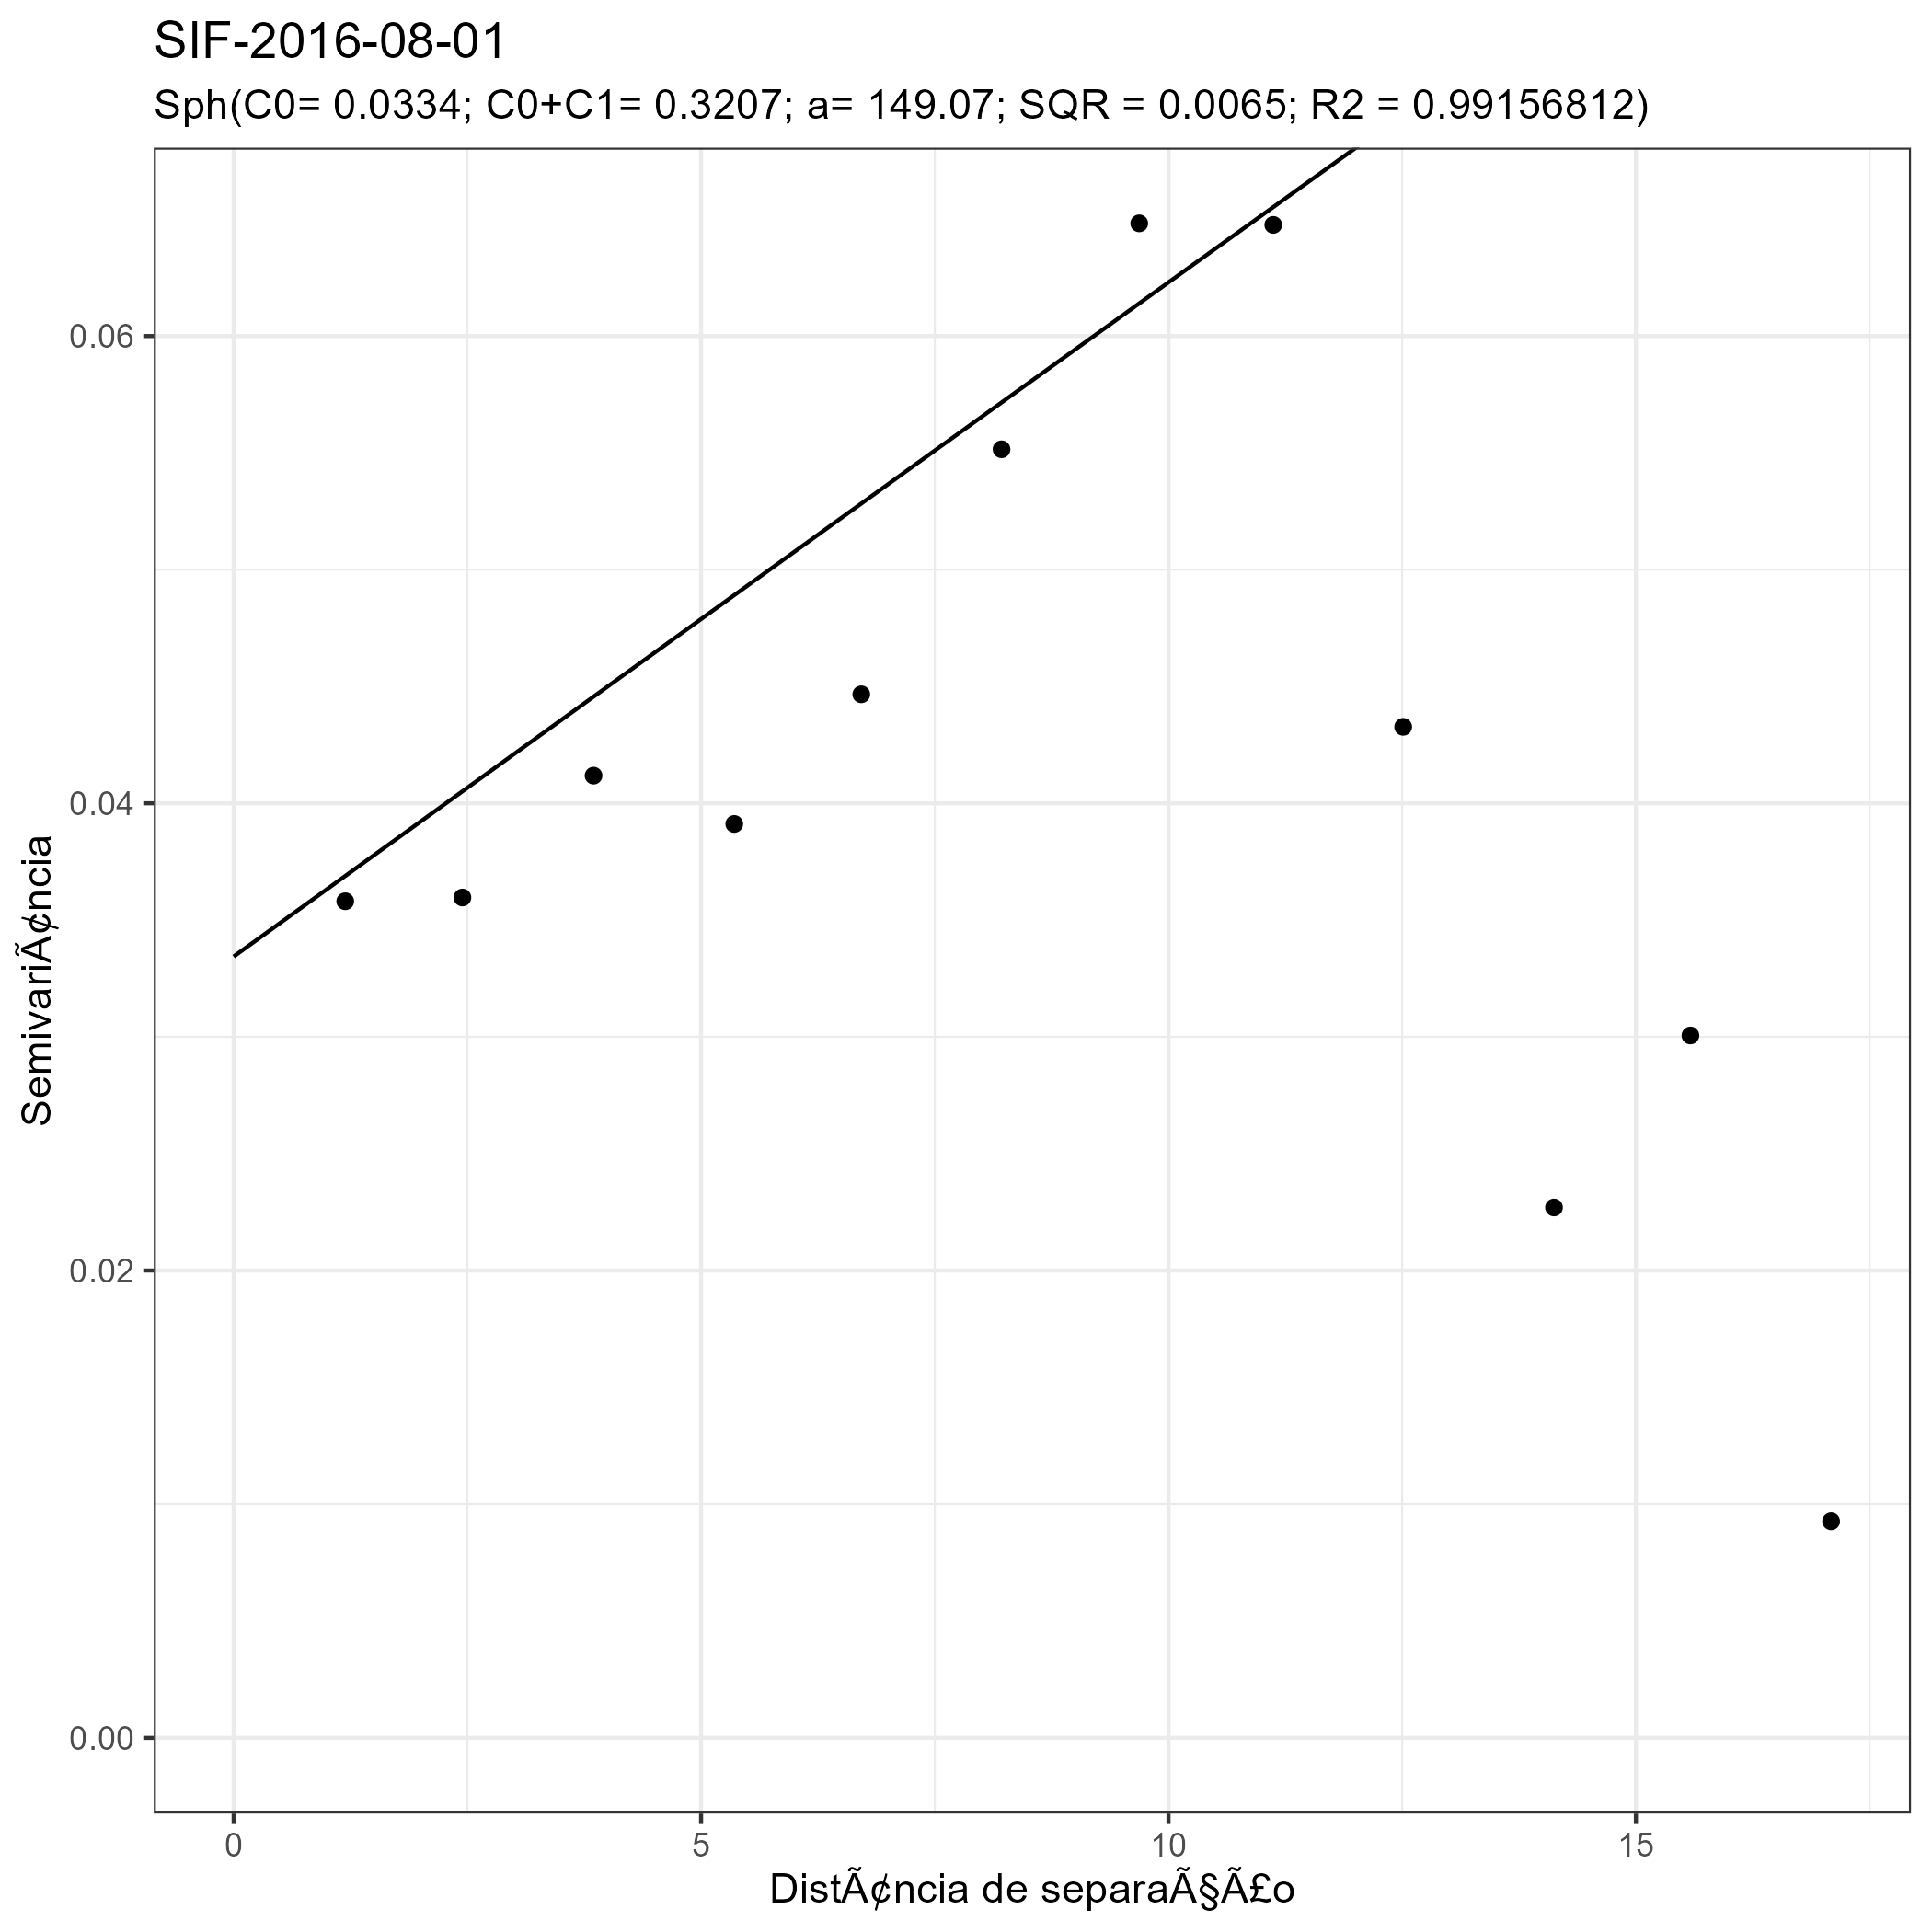 SIF-2016-08-01
Sph(C0= 0.0334; C0+C1= 0.3207; a= 149.07; SQR = 0.0065; R2 = 0.99156812)
SemivariÃ¢ncia
0.06
0.04
0.02
0.00
0 5 10 15
DistÃ¢ncia de separaÃ§Ã£o